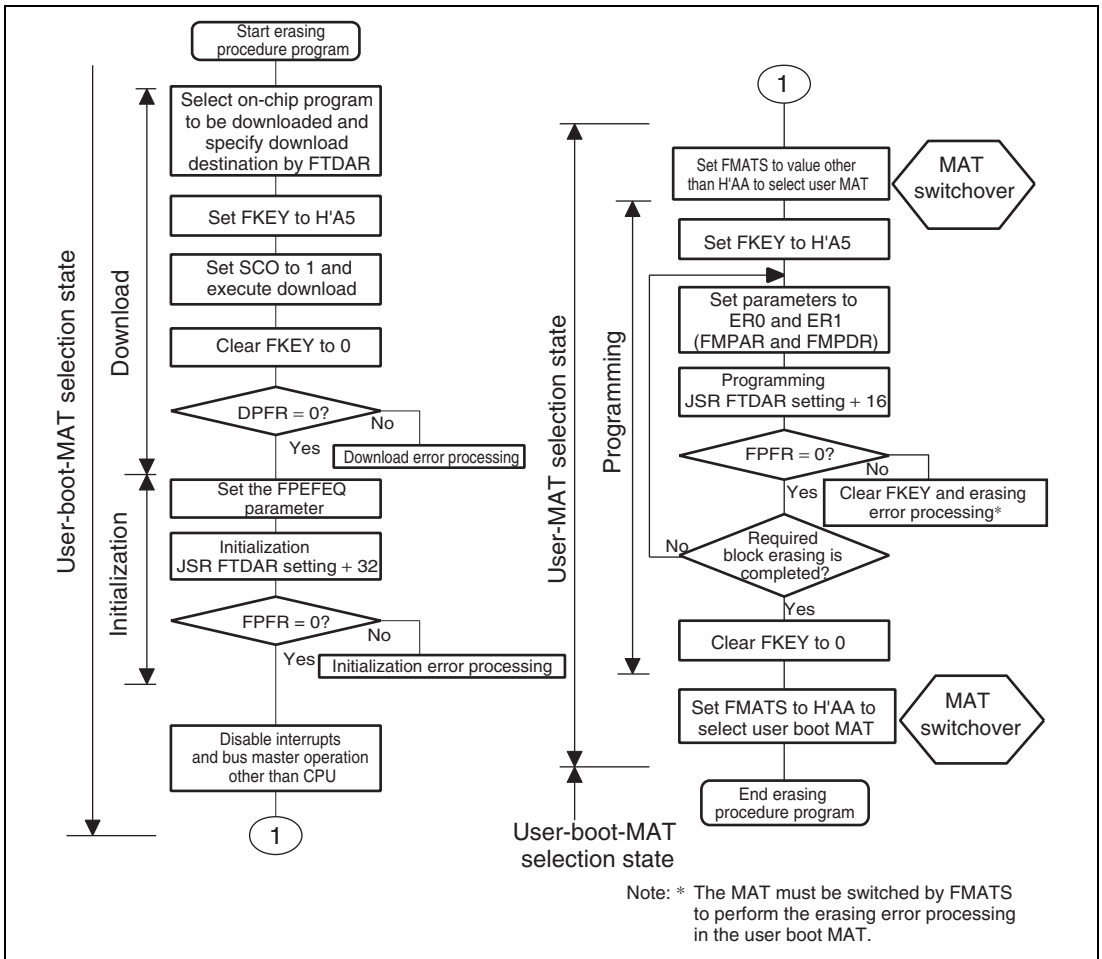 Start erasing
procedure program
Select on-chip program
to be downloaded and
specify download
destination by FTDAR
Set FKEY to H'A5
Set SCO to 1 and
execute download
Clear FKEY to 0
DPFR = 0?
No
Yes
Download error processing
Set the FPEFEQ
parameter
Initialization
JSR FTDAR setting + 32
FPFR = 0?
No
Yes
Initialization error processing
Disable interrupts
and bus master operation
other than CPU
1
User-boot-MAT selection state
Download
Initialization
1
Set FMATS to value other
than H'AA to select user MAT
MAT
switchover
Set FKEY to H'A5
Set parameters to
ER0 and ER1
(FMPAR and FMPDR)
Programming
JSR FTDAR setting + 16
FPFR = 0?
No
Yes
Clear FKEY and erasing
error processing*
Required
block erasing is
completed?
No
Yes
Clear FKEY to 0
Set FMATS to H'AA to
select user boot MAT
MAT
switchover
End erasing
procedure program
User-MAT selection state
Programming
User-boot-MAT
selection state
Note: * The MAT must be switched by FMATS
to perform the erasing error processing
in the user boot MAT.